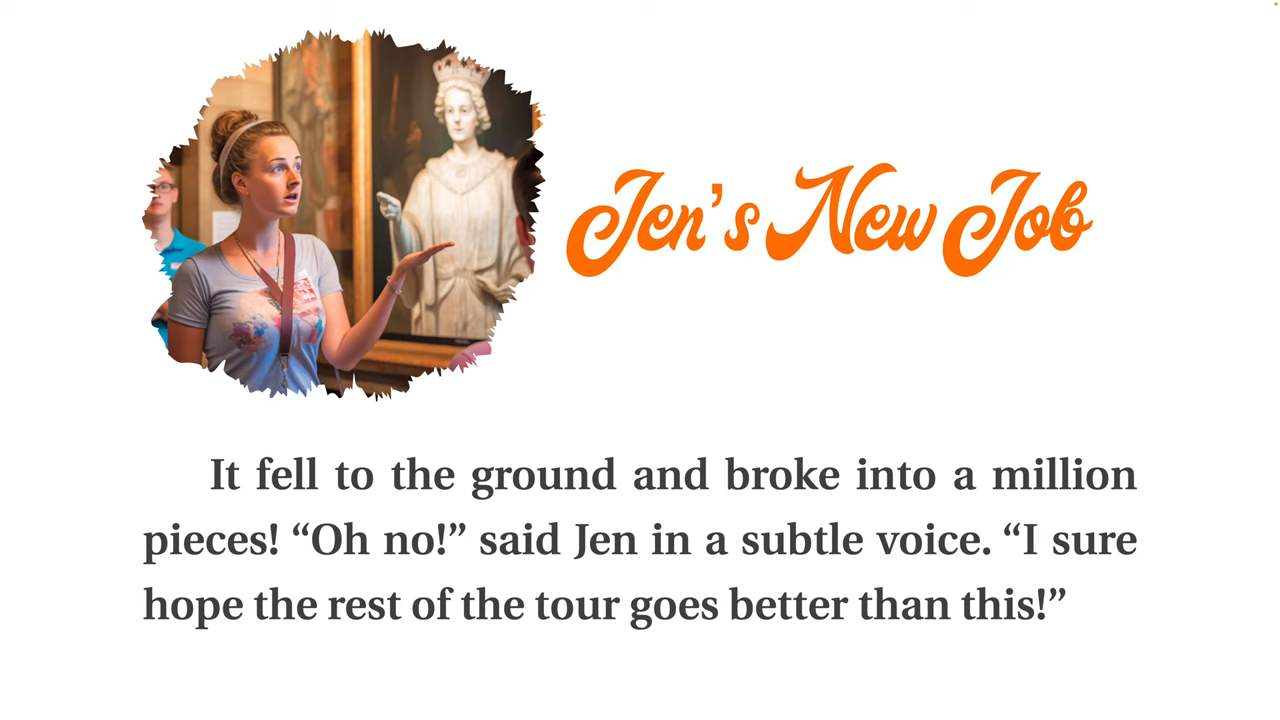 Jen’s New Job
It fell to the ground and broke into a million
pieces! “Oh no!” said Jen in a subtle voice. “I sure
hope the rest of the tour goes better than this!”